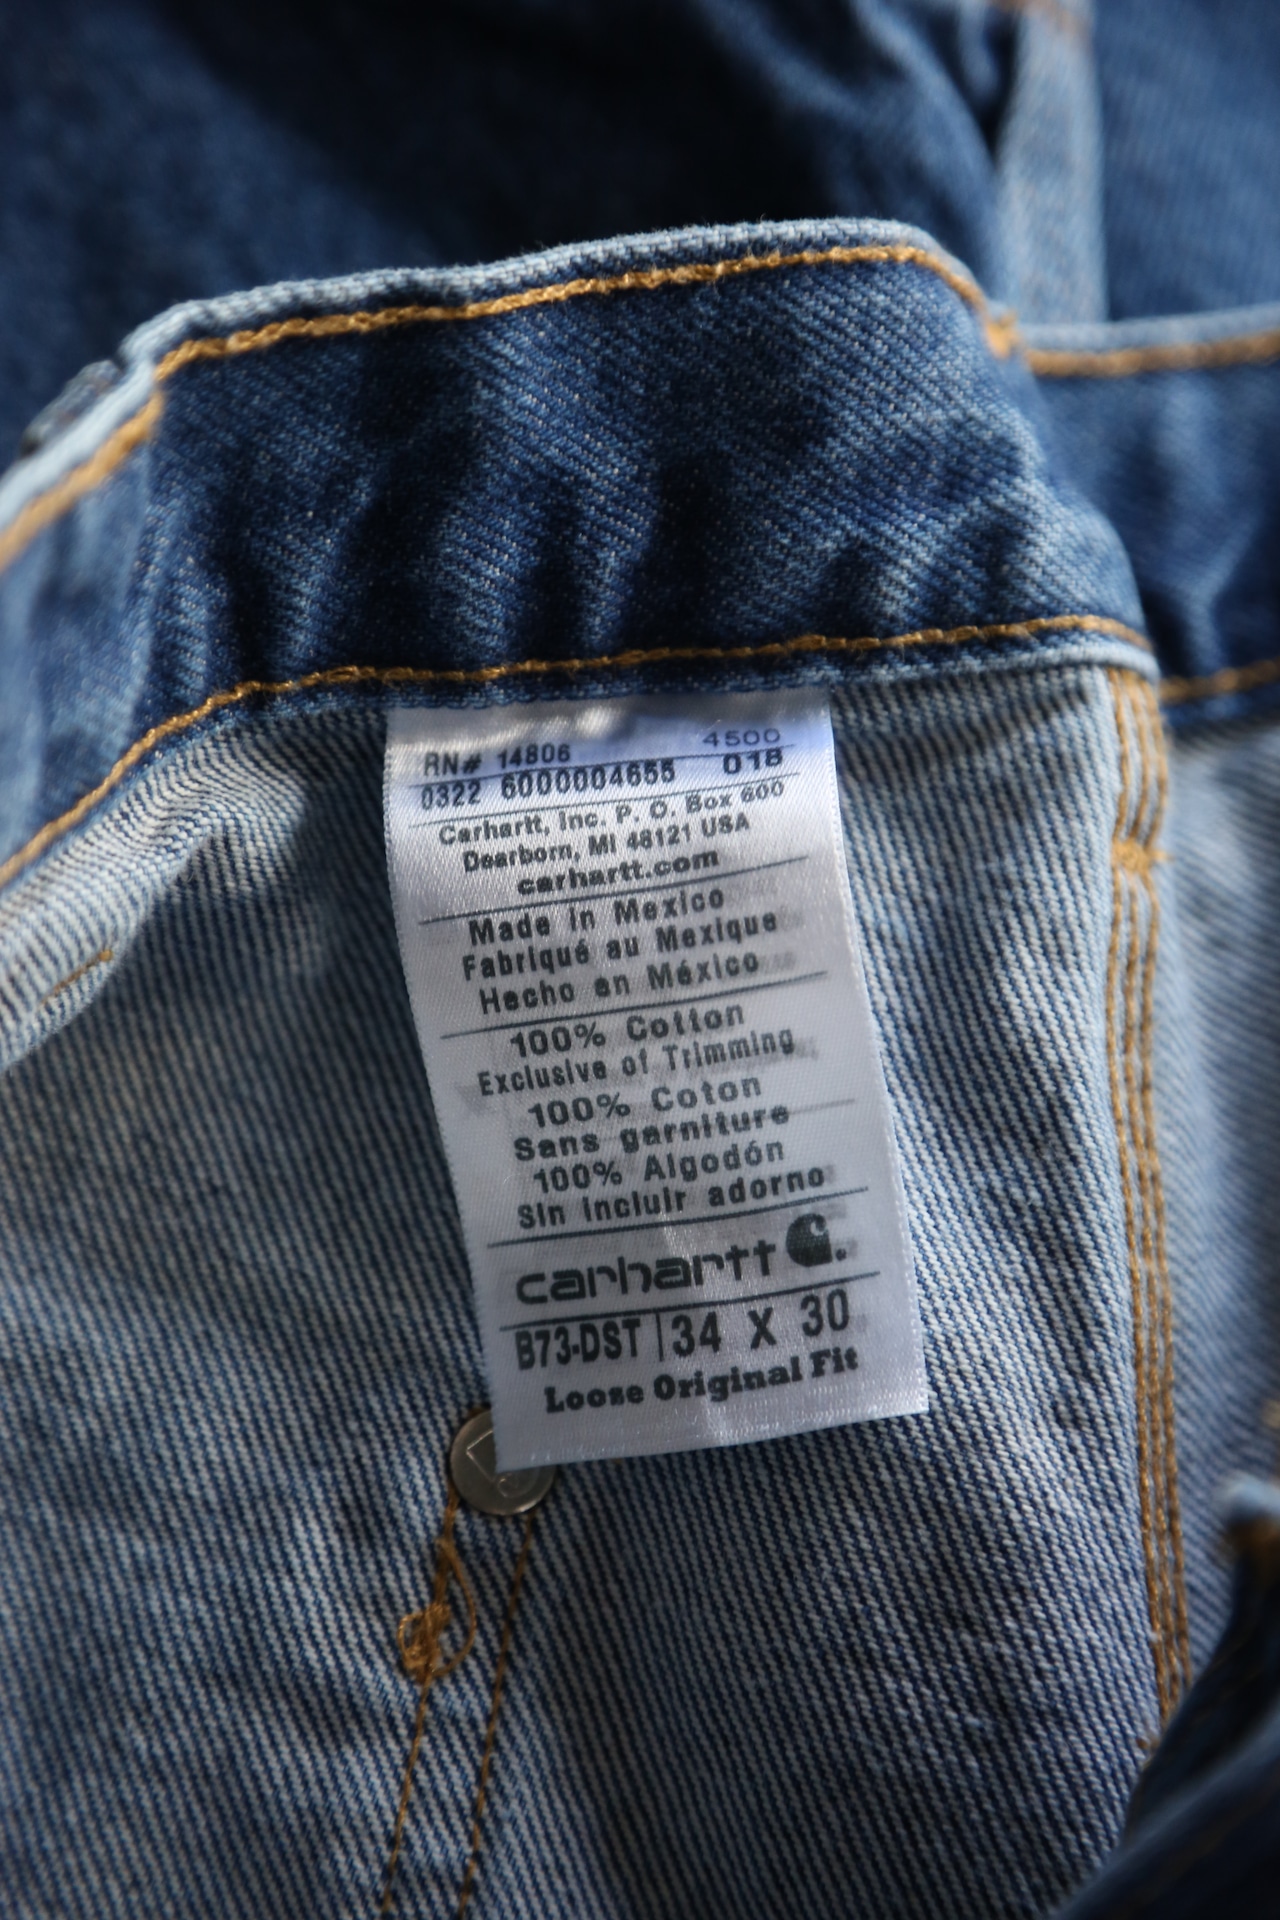 RN# 14806 4500
0322 6000004655 018
Carhartt, Inc. P. O. Box 600
Dearborn, MI 48121 USA
carhartt.com
Made in Mexico
Fabriqué au Mexique
Hecho en México
100% Cotton
Exclusive of Trimming
100% Coton
Sans garniture
100% Algodón
Sin incluir adorno
carhartt
B73-DST 34 X 30
Loose Original Fit